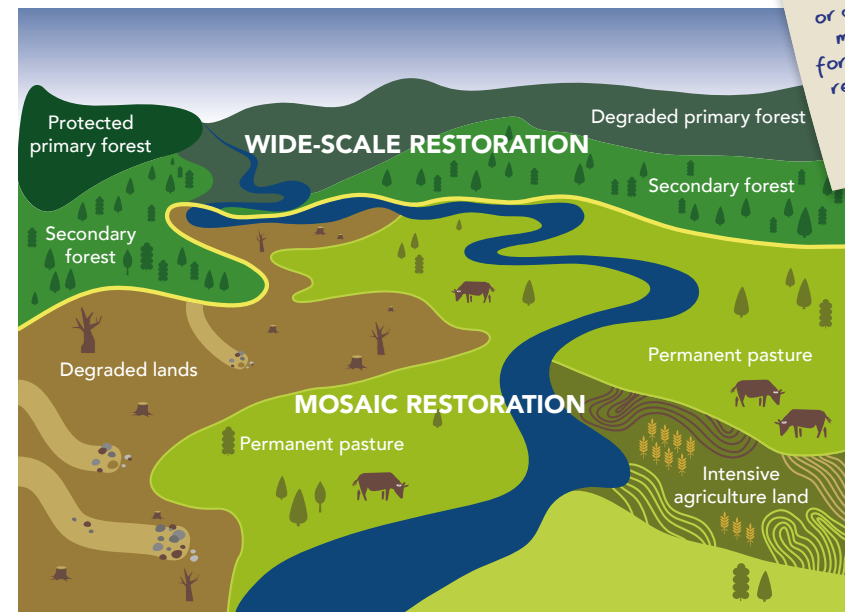 Protected
primary forest
WIDE-SCALE RESTORATION
Degraded primary forest
Secondary forest
Secondary
forest
Degraded lands
Permanent pasture
MOSAIC RESTORATION
Permanent pasture
Intensive
agriculture land
or